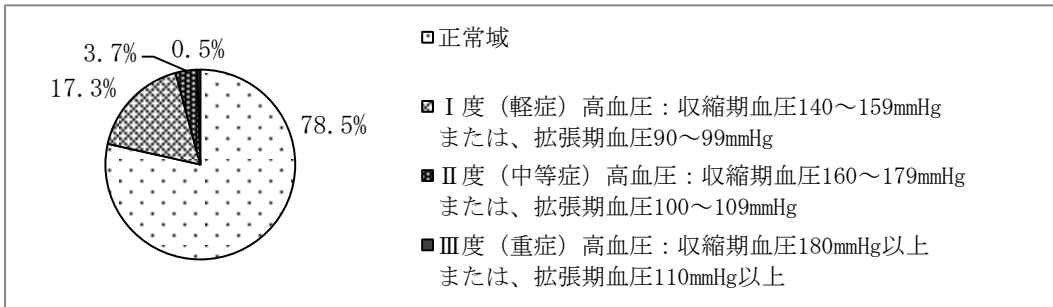 3.7%
0.5%
17.3%
78.5%
正常域
Ⅰ度（軽症）高血圧：収縮期血圧140～159㎜Hg
または、拡張期血圧90～99㎜Hg
Ⅱ度（中等症）高血圧：収縮期血圧160～179㎜Hg
または、拡張期血圧100～109㎜Hg
Ⅲ度（重症）高血圧：収縮期血圧180㎜Hg以上
または、拡張期血圧110㎜Hg以上